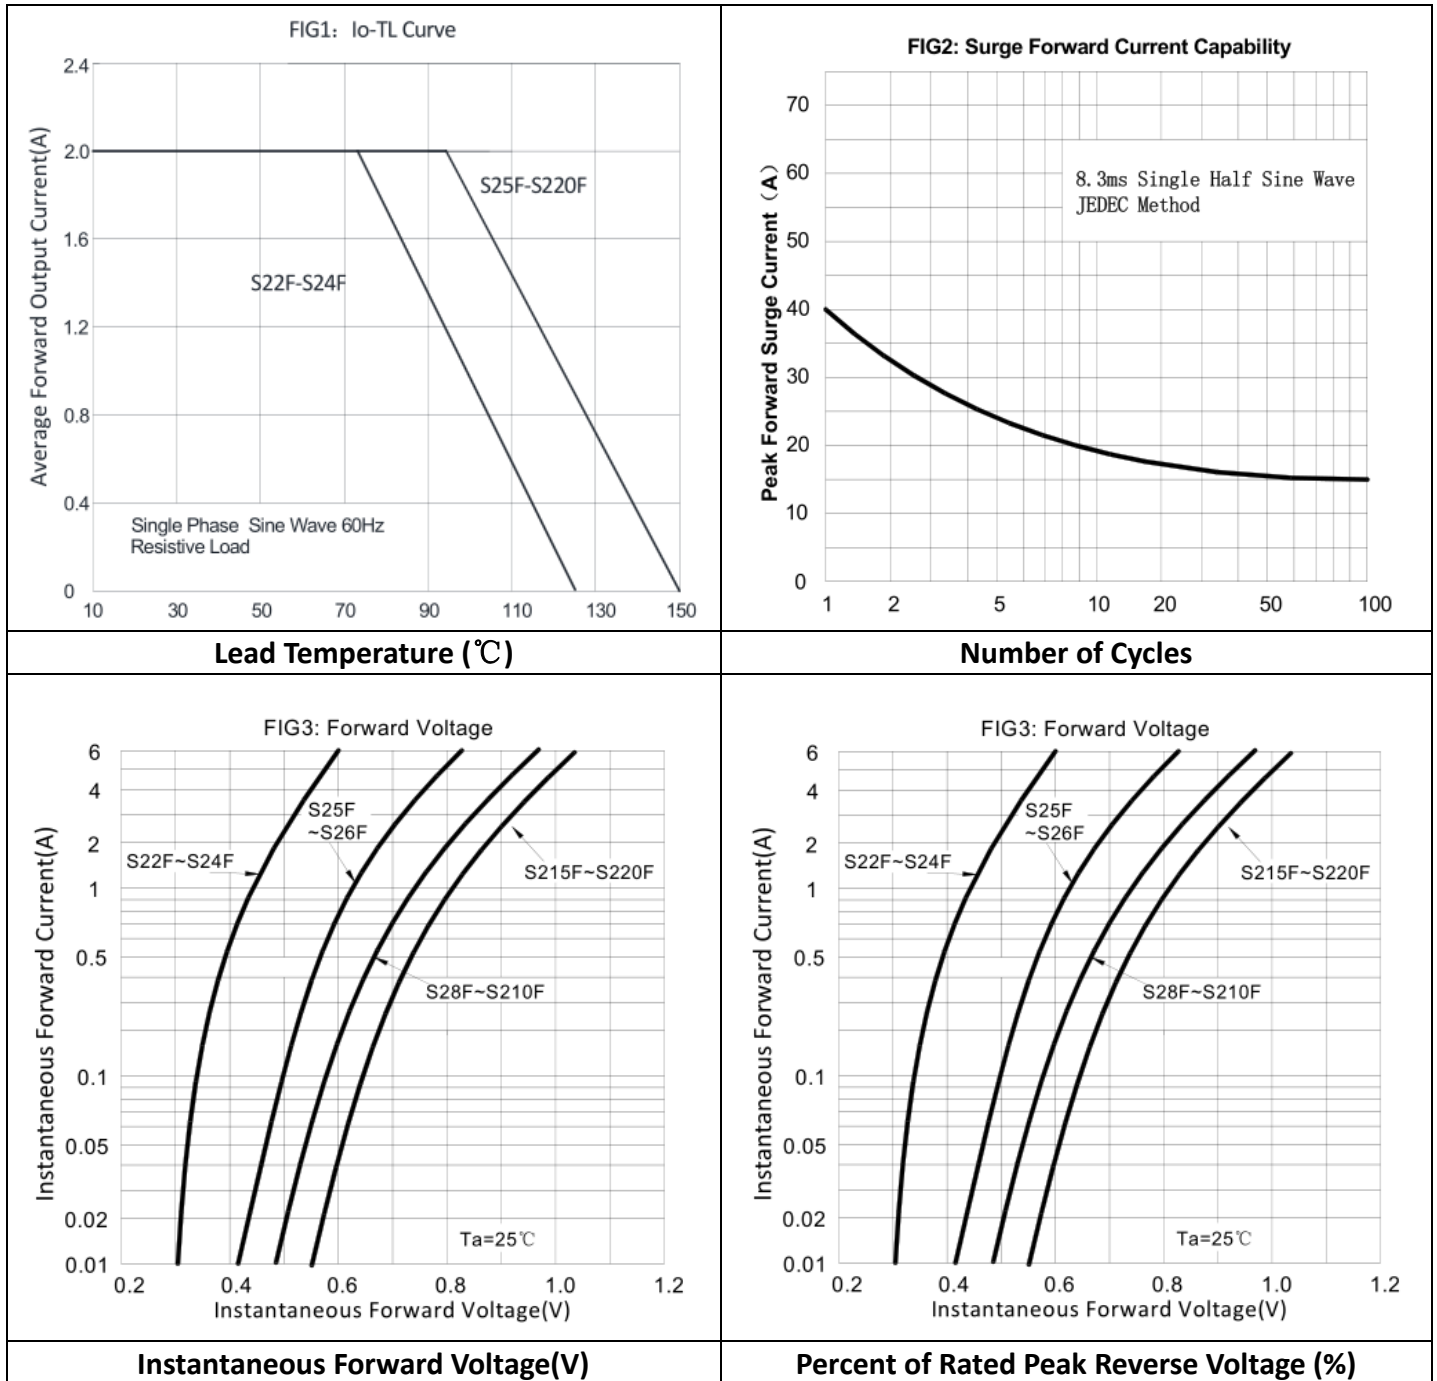 FIG1: Io-TL Curve
Average Forward Output Current(A)
2.4
2.0
1.6
1.2
0.8
0.4
0
S25F-S220F
S22F-S24F
Single Phase Sine Wave 60Hz
Resistive Load
10 30 50 70 90 110 130 150
Lead Temperature (℃)
FIG2: Surge Forward Current Capability
Peak Forward Surge Current（A）
70
60
50
40
30
20
10
0
8.3ms Single Half Sine Wave
JEDEC Method
1 2 5 10 20 50 100
Number of Cycles
FIG3: Forward Voltage
Instantaneous Forward Current(A)
6
4
2
1
0.5
0.1
0.05
0.02
0.01
S25F
~S26F
S22F~S24F
S215F~S220F
S28F~S210F
Ta=25℃
0.2 0.4 0.6 0.8 1.0 1.2
Instantaneous Forward Voltage(V)
Instantaneous Forward Voltage(V)
FIG3: Forward Voltage
Instantaneous Forward Current(A)
6
4
2
1
0.5
0.1
0.05
0.02
0.01
S25F
~S26F
S22F~S24F
S215F~S220F
S28F~S210F
Ta=25℃
0.2 0.4 0.6 0.8 1.0 1.2
Instantaneous Forward Voltage(V)
Percent of Rated Peak Reverse Voltage (%)